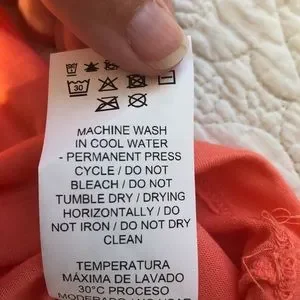 30
MACHINE WASH
IN COOL WATER
- PERMANENT PRESS
CYCLE / DO NOT
BLEACH / DO NOT
TUMBLE DRY / DRYING
HORIZONTALLY / DO
NOT IRON / DO NOT DRY
CLEAN
TEMPERATURA
MÁXIMA DE LAVADO
30°C PROCESO